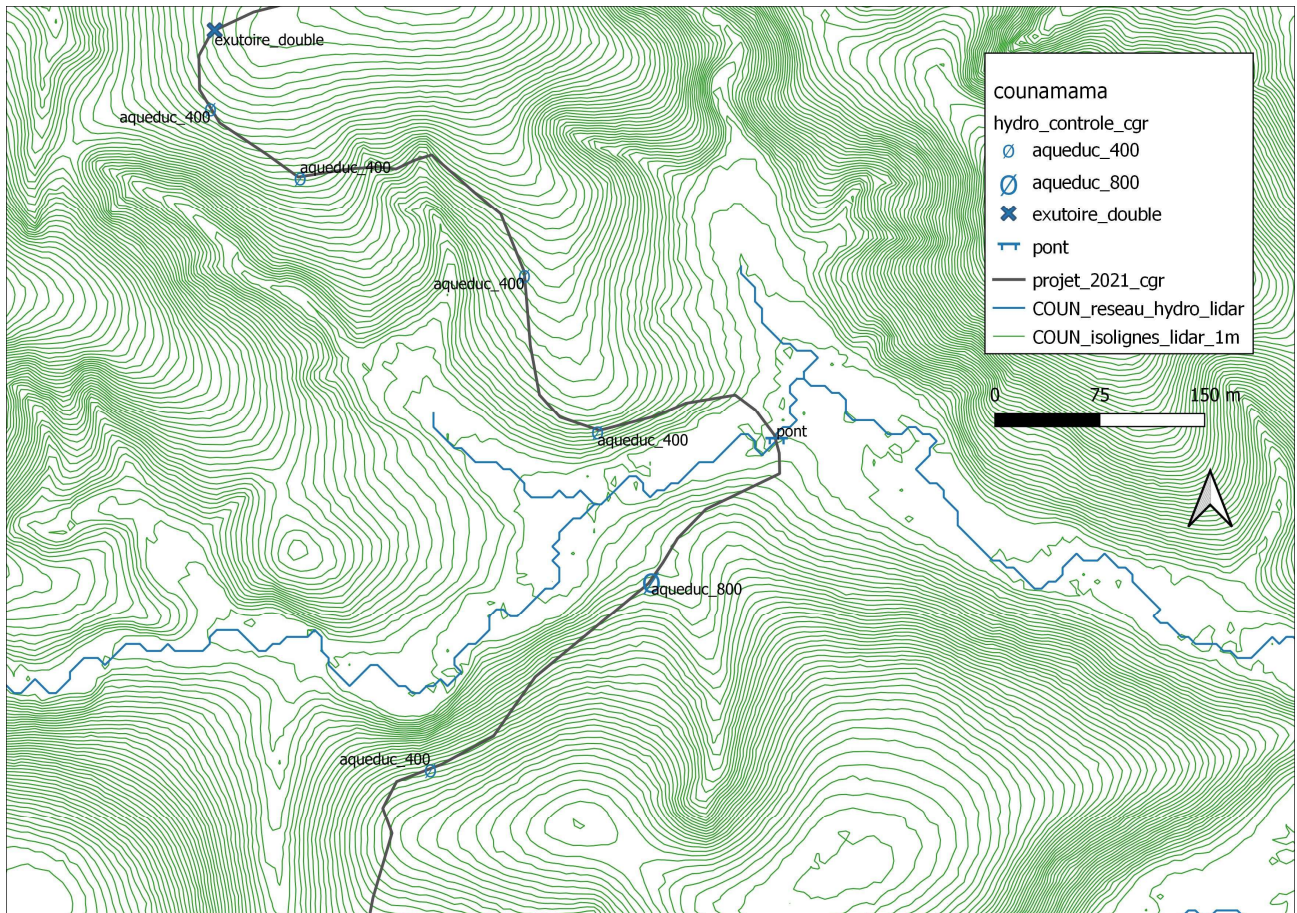 exutoire_double
aqueduc_400
aqueduc_400
aqueduc_400
aqueduc_400
pont
aqueduc_800
aqueduc_400
counamama
hydro_controle_cgr
aqueduc_400
aqueduc_800
exutoire_double
pont
projet_2021_cgr
COUN_reseau_hydro_lidar
COUN_isolignes_lidar_1m
0 75 150 m